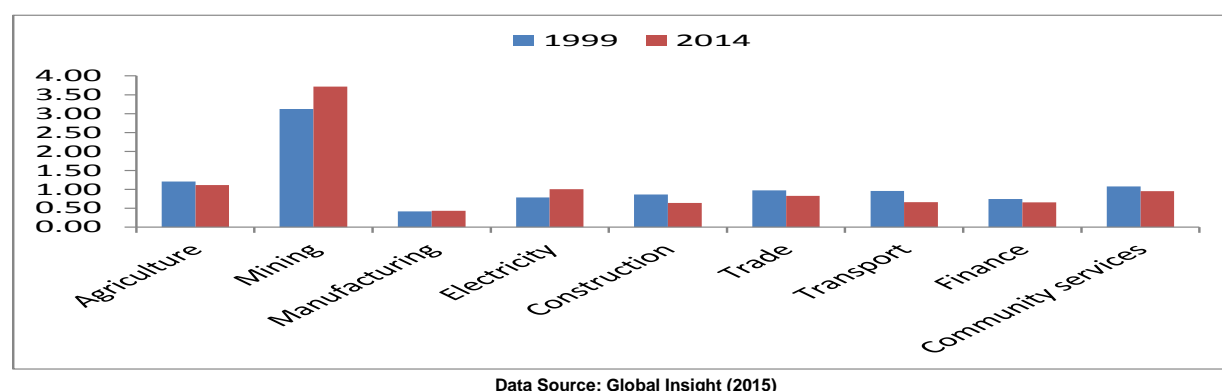 1999 2014
4.00
3.50
3.00
2.50
2.00
1.50
1.00
0.50
0.00
Agriculture
Mining
Manufacturing
Electricity
Construction
Trade
Transport
Finance
Community services
Data Source: Global Insight (2015)